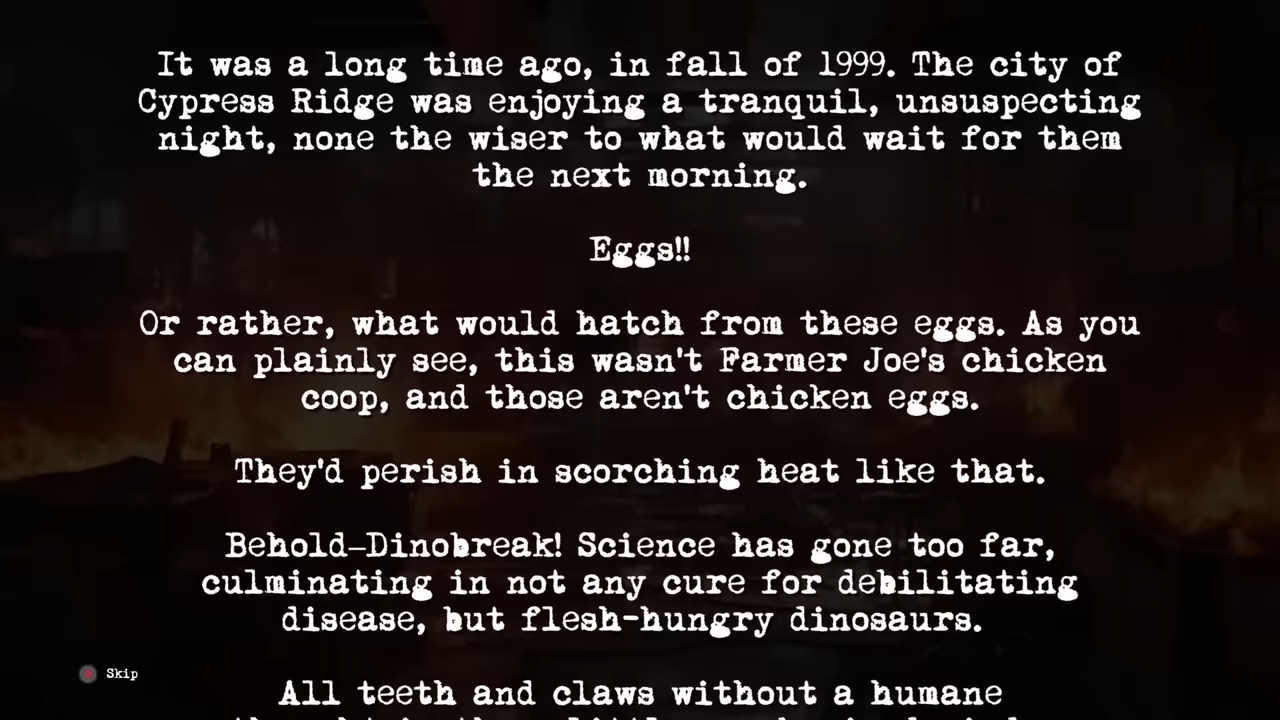 It was a long time ago, in fall of 1999. The city of
Cypress Ridge was enjoying a tranquil, unsuspecting
night, none the wiser to what would wait for them
the next morning.
Eggs!!
Or rather, what would hatch from these eggs. As you
can plainly see, this wasn't Farmer Joe's chicken
coop, and those aren't chicken eggs.
They'd perish in scorching heat like that.
Behold—Dinobreak! Science has gone too far,
culminating in not any cure for debilitating
disease, but flesh-hungry dinosaurs.
Skip
All teeth and claws without a humane